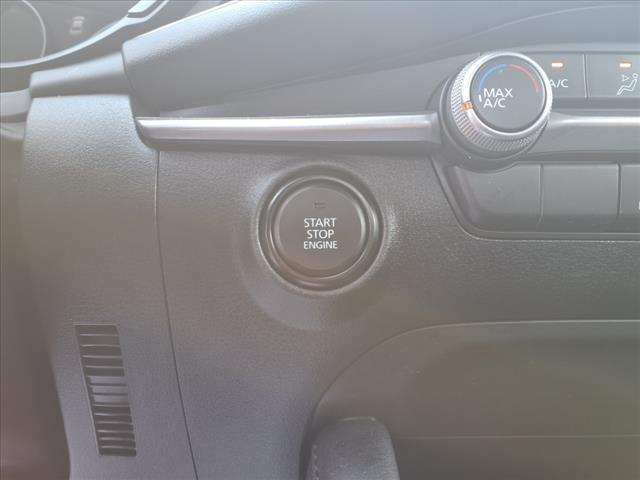 MAX
A/C
A/C
START
STOP
ENGINE